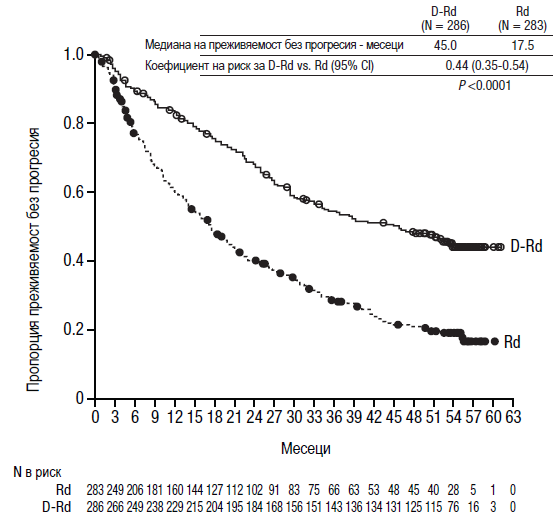 D-Rd Rd
(N = 286) (N = 283)
Медиана на преживяемост без прогресия - месеци 45.0 17.5
Коефициент на риск за D-Rd vs. Rd (95% CI) 0.44 (0.35-0.54)
P <0.0001
Пропорция преживяемост без прогресия
1.0
0.8
0.6
0.4
0.2
0
D-Rd
Rd
0 3 6 9 12 15 18 21 24 27 30 33 36 39 42 45 48 51 54 57 60 63
Месеци
N в риск
Rd 283 249 206 181 160 144 127 112 102 91 83 75 66 63 53 48 45 40 28 5 1 0
D-Rd 286 266 249 238 229 215 204 195 184 168 156 151 143 136 134 131 125 115 76 16 3 0